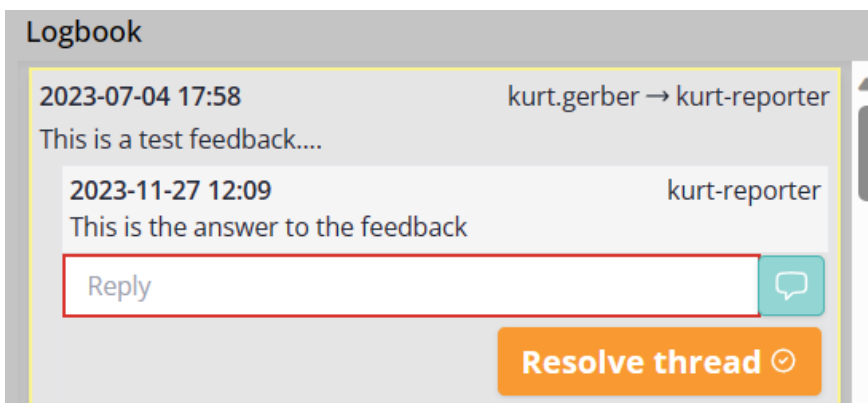 Logbook
2023-07-04 17:58 kurt.gerber → kurt-reporter
This is a test feedback....
2023-11-27 12:09 kurt-reporter
This is the answer to the feedback
Reply
Resolve thread